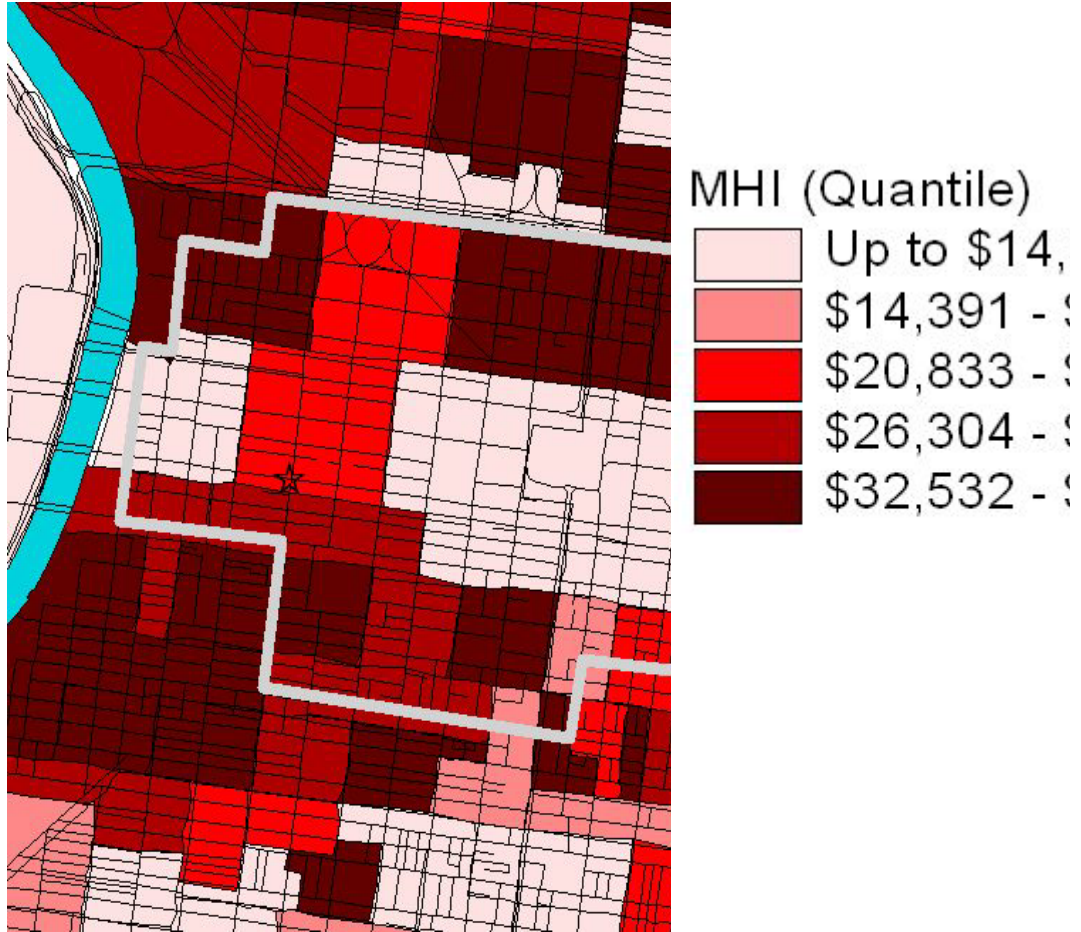 MHI (Quantile)
Up to $14,
$14,391 - $
$20,833 - $
$26,304 - $
$32,532 - $